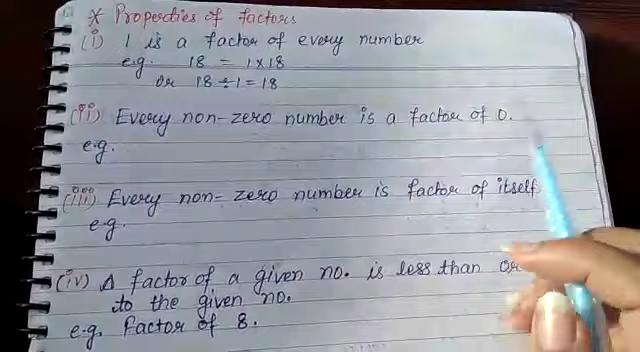 * Properties of factors
(i) 1 is a factor of every number
e.g. 18 = 1x18
or 18÷1=18
(ii) Every non-zero number is a factor of 0.
e.g.
(iii) Every non-zero number is factor of itself
e.g.
(iv) A factor of a given no. is less than or
to the given no.
e.g. Factor of 8.